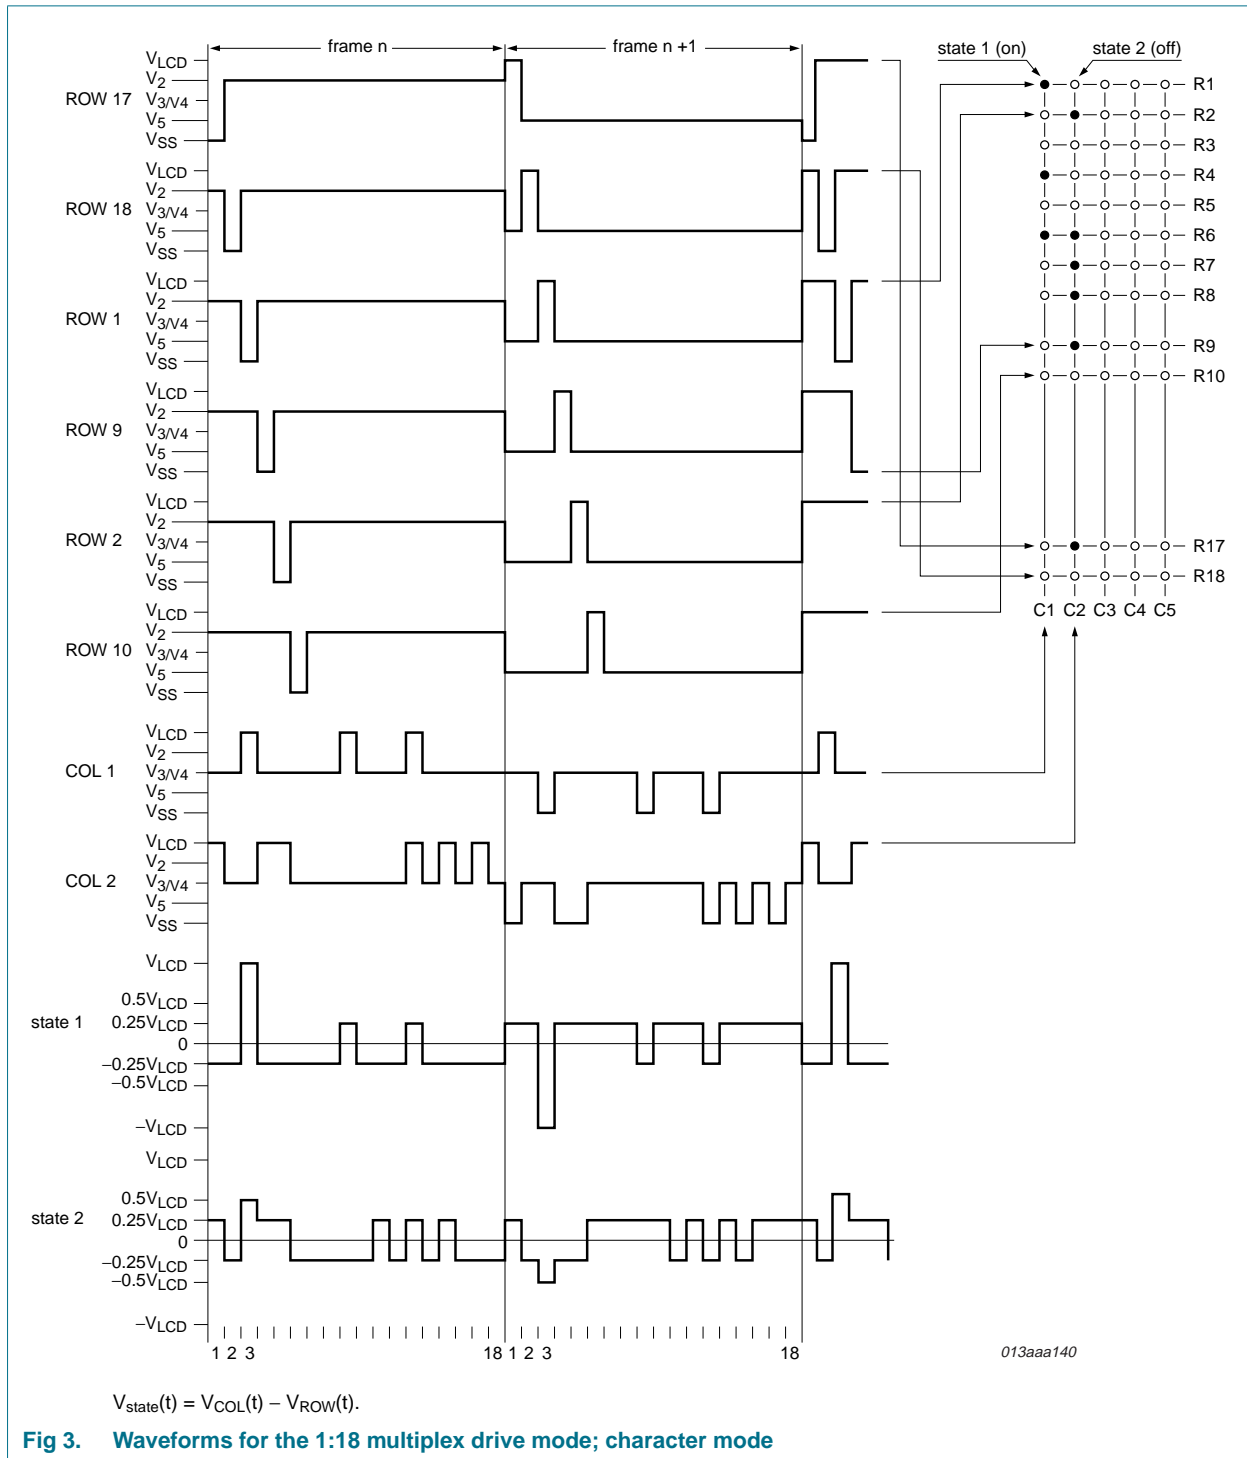 frame n
frame n +1
state 1 (on)
state 2 (off)
ROW 17
VLCD
V2
V3/V4
V5
VSS
ROW 18
VLCD
V2
V3/V4
V5
VSS
ROW 1
VLCD
V2
V3/V4
V5
VSS
ROW 9
VLCD
V2
V3/V4
V5
VSS
ROW 2
VLCD
V2
V3/V4
V5
VSS
ROW 10
VLCD
V2
V3/V4
V5
VSS
COL 1
VLCD
V2
V3/V4
V5
VSS
COL 2
VLCD
V2
V3/V4
V5
VSS
state 1
VLCD
0.5VLCD
0.25VLCD
0
−0.25VLCD
−0.5VLCD
−VLCD
state 2
VLCD
0.5VLCD
0.25VLCD
0
−0.25VLCD
−0.5VLCD
−VLCD
1 2 3 18 1 2 3 18
R1
R2
R3
R4
R5
R6
R7
R8
R9
R10
R17
R18
C1 C2 C3 C4 C5
013aaa140
Vstate(t) = VCOL(t) − VROW(t).
Fig 3. Waveforms for the 1:18 multiplex drive mode; character mode